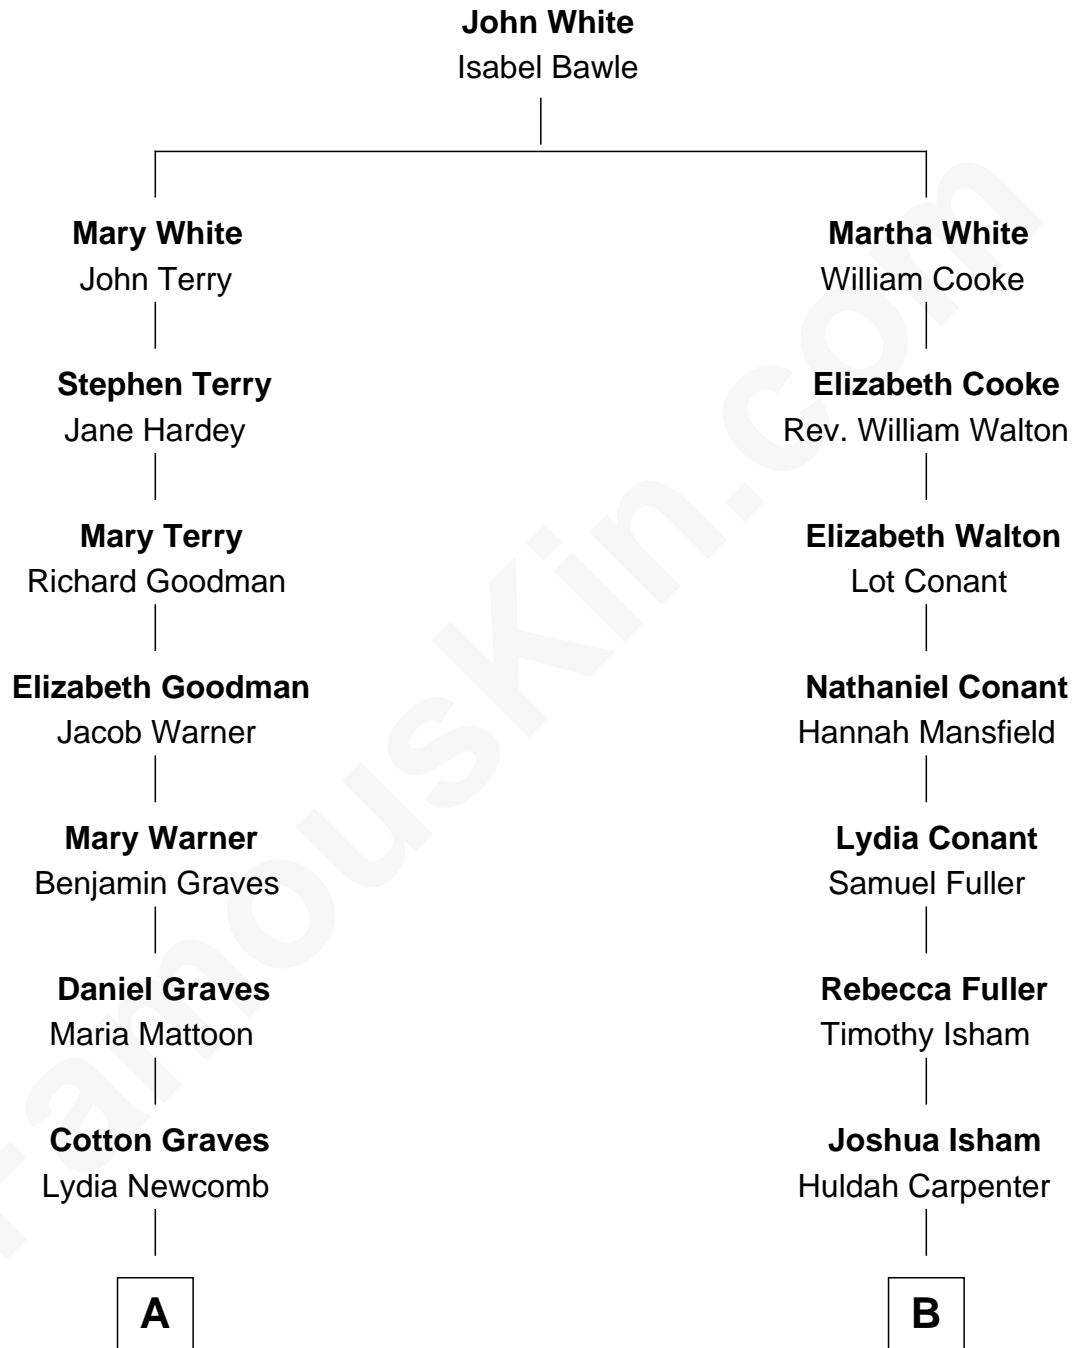 John White
Isabel Bawle
Mary White
John Terry
Martha White
William Cooke
Stephen Terry
Jane Hardey
Elizabeth Cooke
Rev. William Walton
Mary Terry
Richard Goodman
Elizabeth Walton
Lot Conant
Elizabeth Goodman
Jacob Warner
Nathaniel Conant
Hannah Mansfield
Mary Warner
Benjamin Graves
Lydia Conant
Samuel Fuller
Daniel Graves
Maria Mattoon
Rebecca Fuller
Timothy Isham
Cotton Graves
Lydia Newcomb
Joshua Isham
Huldah Carpenter
A
B
FamousKin.com